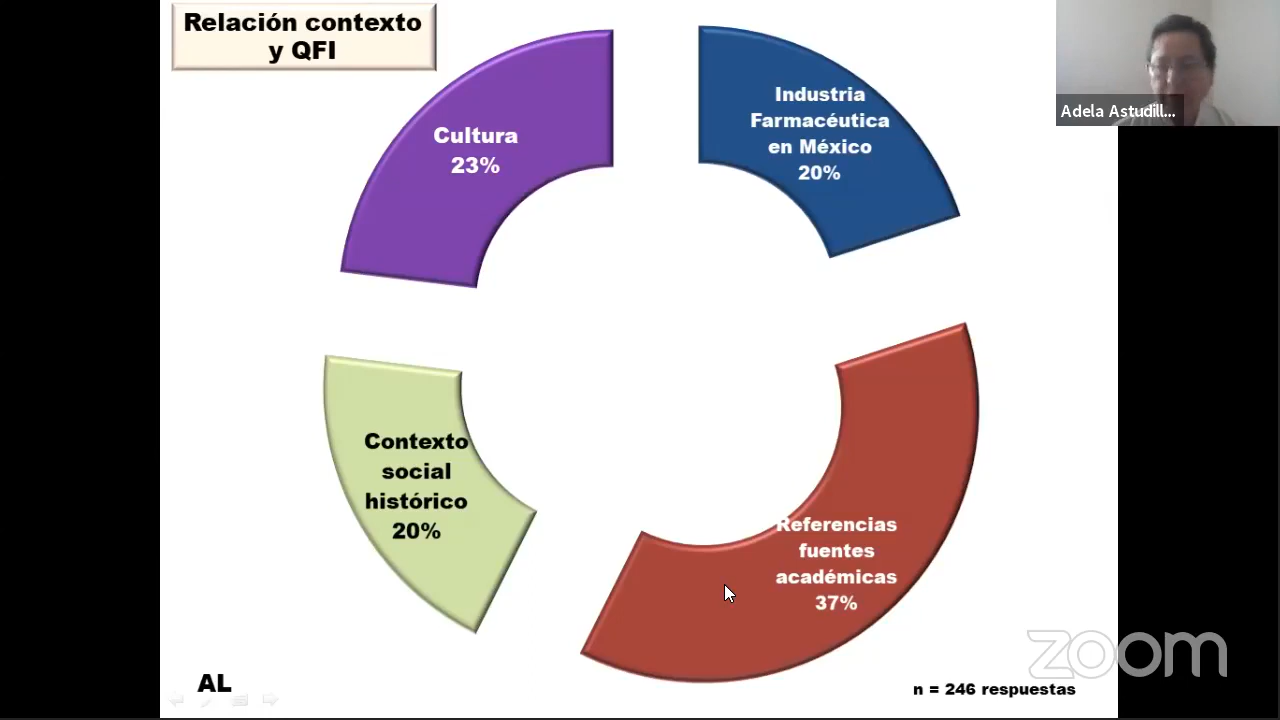 Relación contexto
y QFI
Cultura
23%
Industria
Farmacéutica
en México
20%
Adela Astudill...
Contexto
social
histórico
20%
Referencias
fuentes
académicas
37%
zoom
AL
n = 246 respuestas